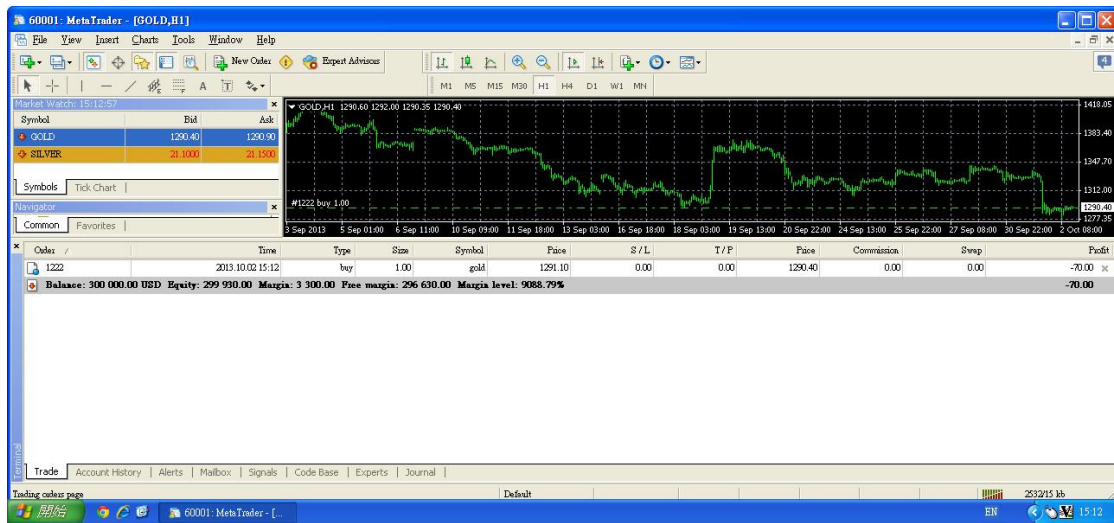 60001: MetaTrader - [GOLD,H1]
File View Insert Charts Tools Window Help
New Order Expert Advisors 4
A T M1 M5 M15 M30 H1 H4 D1 W1 MN
Market Watch: 15:12:57
Symbol Bid Ask
GOLD 1290.40 1290.90
SILVER 21.1000 21.1500
Symbols Tick Chart
Navigator
Common Favorites
GOLD,H1 1290.60 1292.00 1290.35 1290.40
#1222 buy 1.00
1418.05
1383.40
1347.70
1312.00
1290.40
1277.35
3 Sep 2013 5 Sep 01:00 6 Sep 11:00 10 Sep 09:00 11 Sep 18:00 13 Sep 03:00 16 Sep 18:00 18 Sep 03:00 19 Sep 13:00 20 Sep 22:00 24 Sep 13:00 25 Sep 22:00 27 Sep 08:00 30 Sep 22:00 2 Oct 08:00
Order / Time Type Size Symbol Price S / L T / P Price Commission Swap Profit
1222 2013.10.02 15:12 buy 1.00 gold 1291.10 0.00 0.00 1290.40 0.00 0.00 -70.00
Balance: 300 000.00 USD Equity: 299 930.00 Margin: 3 300.00 Free margin: 296 630.00 Margin level: 9088.79% -70.00
Terminal
Trade Account History Alerts Mailbox Signals Code Base Experts Journal
Trading orders page Default 2532/15 kb
開始 60001: MetaTrader - [... EN 15:12